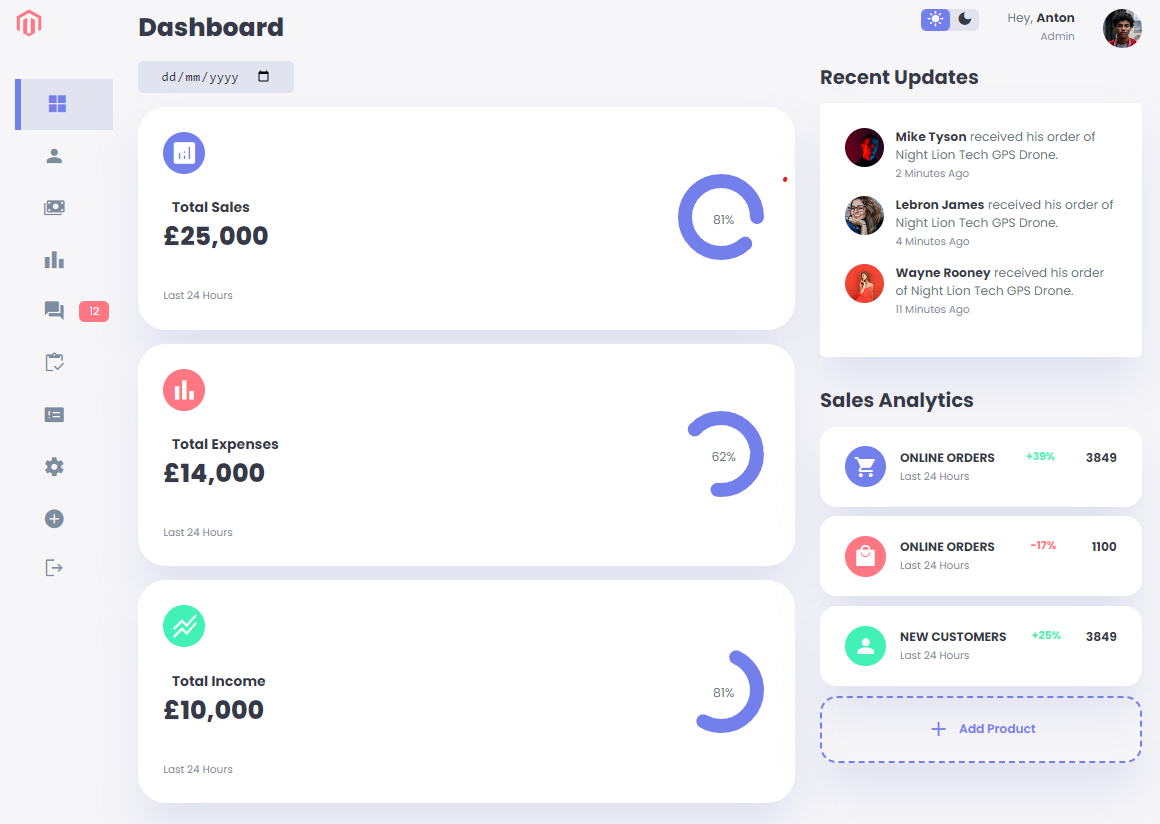 Dashboard
Hey, Anton
Admin
dd/mm/yyyy
12
Total Sales
£25,000
81%
Last 24 Hours
Total Expenses
£14,000
62%
Last 24 Hours
Total Income
£10,000
81%
Last 24 Hours
Recent Updates
Mike Tyson received his order of
Night Lion Tech GPS Drone.
2 Minutes Ago
Lebron James received his order of
Night Lion Tech GPS Drone.
4 Minutes Ago
Wayne Rooney received his order
of Night Lion Tech GPS Drone.
11 Minutes Ago
Sales Analytics
ONLINE ORDERS +39% 3849
Last 24 Hours
ONLINE ORDERS -17% 1100
Last 24 Hours
NEW CUSTOMERS +25% 3849
Last 24 Hours
Add Product